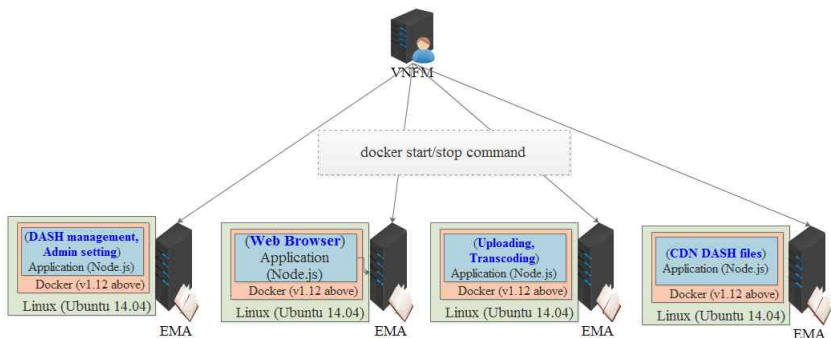 VNFM
docker start/stop command
(DASH management,
Admin setting)
Application (Node.js)
Docker (v1.12 above)
Linux (Ubuntu 14.04)
EMA
(Web Browser)
Application
(Node.js)
Docker (v1.12 above)
Linux (Ubuntu 14.04)
EMA
(Uploading,
Transcoding)
Application (Node.js)
Docker (v1.12 above)
Linux (Ubuntu 14.04)
EMA
(CDN DASH files)
Application (Node.js)
Docker (v1.12 above)
Linux (Ubuntu 14.04)
EMA